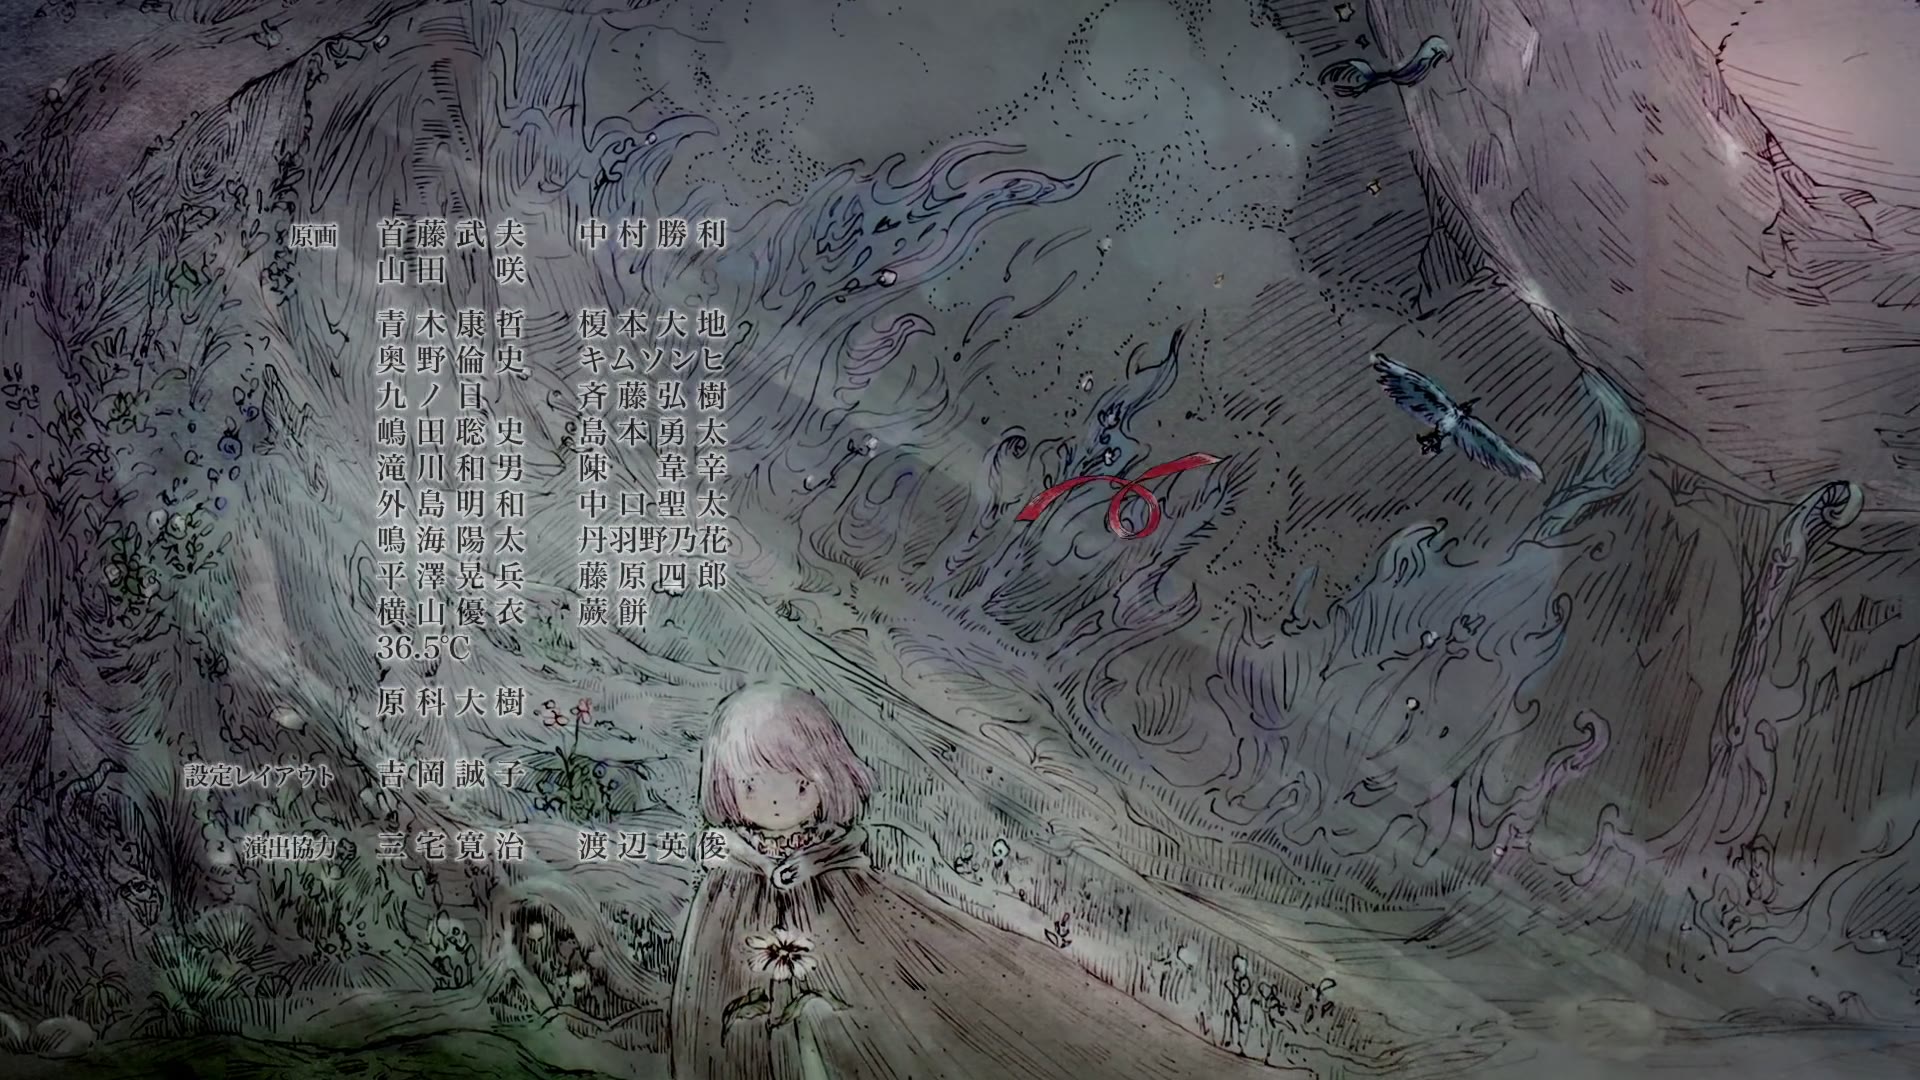 原画 首藤武夫 中村勝利
山田 咲
青木康哲 榎本大地
奥野倫史 キムソンヒ
九ノ日 斉藤弘樹
嶋田聡史 島本勇太
滝川和男 陳 韋辛
外島明和 中口聖太
鳴海陽太 丹羽野乃花
平澤晃兵 藤原四郎
横山優衣 蕨餅
36.5℃
原科大樹
設定レイアウト 吉岡誠子
演出協力 三宅寛治 渡辺英俊